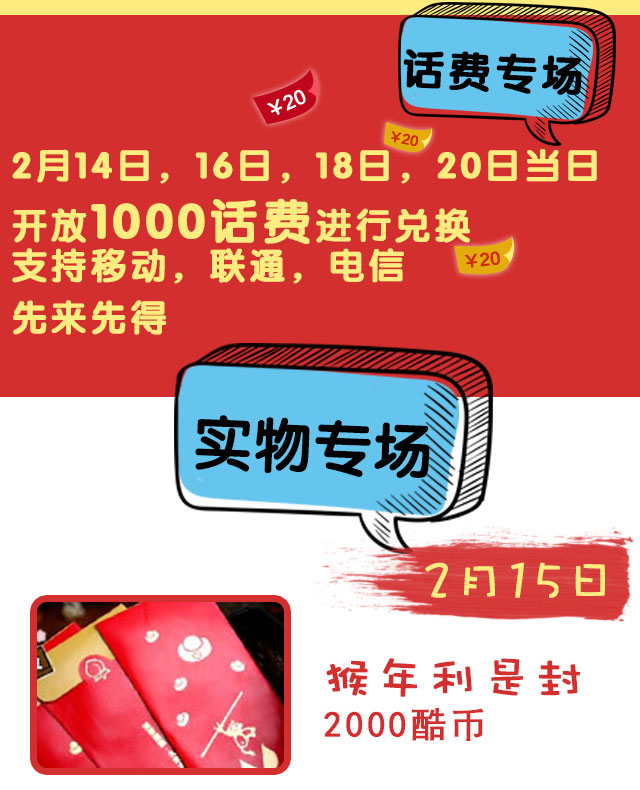 话费专场
¥20
¥20
2月14日，16日，18日，20日当日
开放1000话费进行兑换
支持移动，联通，电信
¥20
先来先得
实物专场
2月15日
猴年利是封
2000酷币